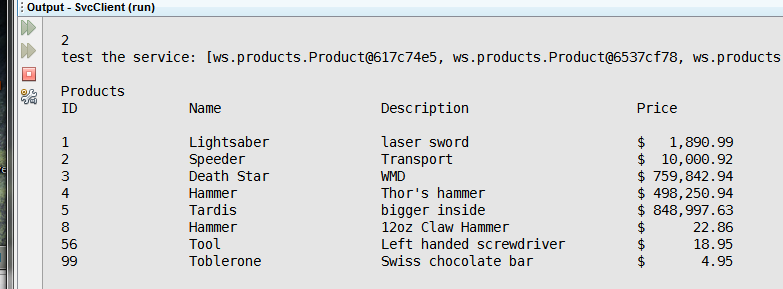 Output - SvcClient (run)
2
test the service: [ws.products.Product@617c74e5, ws.products.Product@6537cf78, ws.products
Products
ID Name Description Price
1 Lightsaber laser sword $ 1,890.99
2 Speeder Transport $ 10,000.92
3 Death Star WMD $ 759,842.94
4 Hammer Thor's hammer $ 498,250.94
5 Tardis bigger inside $ 848,997.63
8 Hammer 12oz Claw Hammer $ 22.86
56 Tool Left handed screwdriver $ 18.95
99 Toblerone Swiss chocolate bar $ 4.95